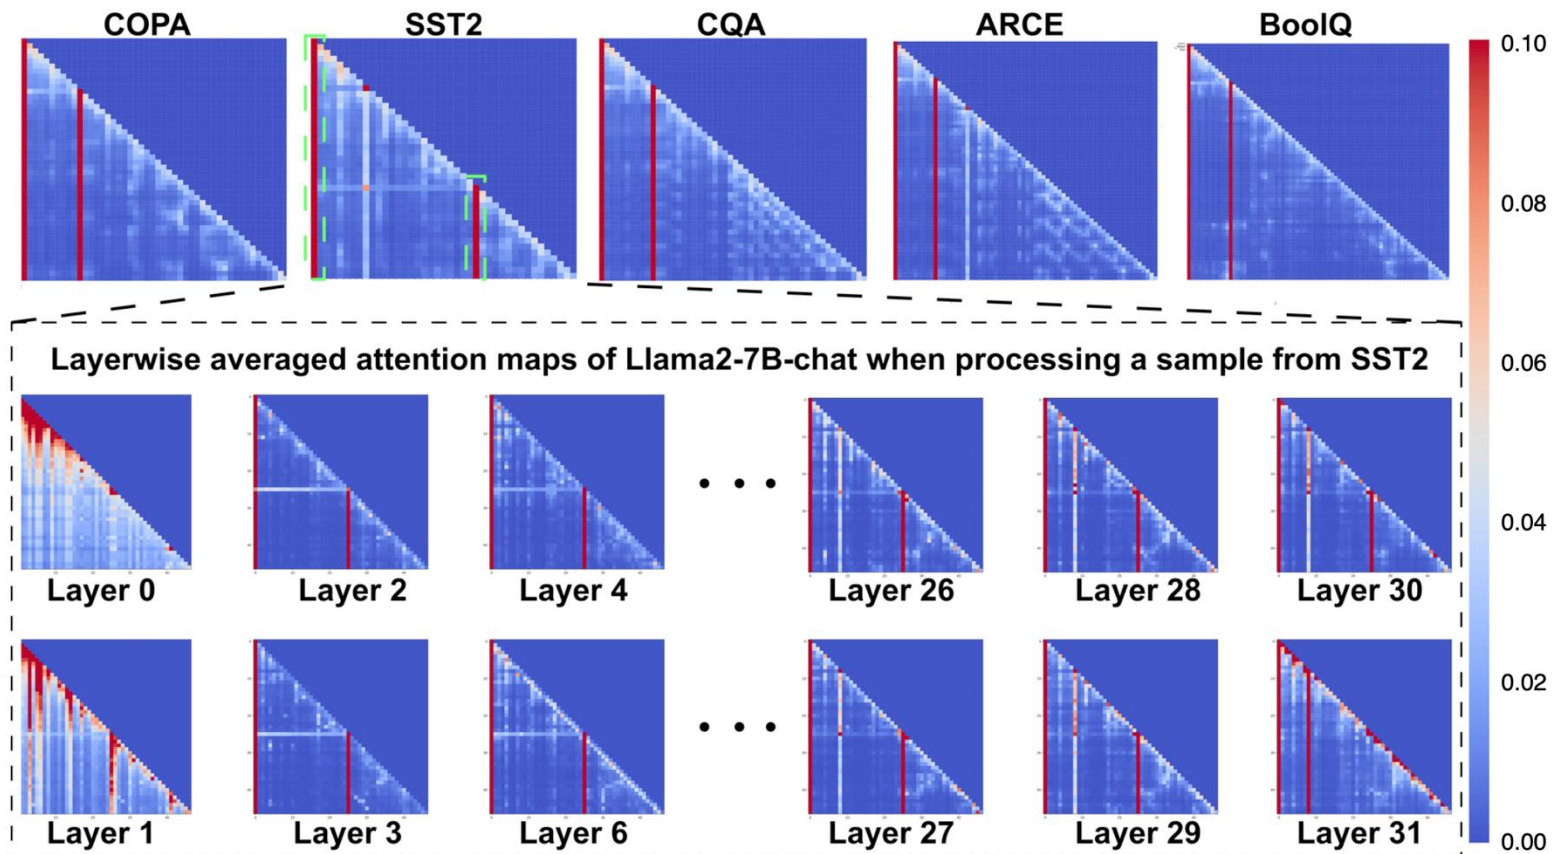 COPA SST2 CQA ARCE BoolQ
0.10
0.08
0.06
0.04
0.02
0.00
Layerwise averaged attention maps of Llama2-7B-chat when processing a sample from SST2
Layer 0 Layer 2 Layer 4 Layer 26 Layer 28 Layer 30
Layer 1 Layer 3 Layer 6 Layer 27 Layer 29 Layer 31